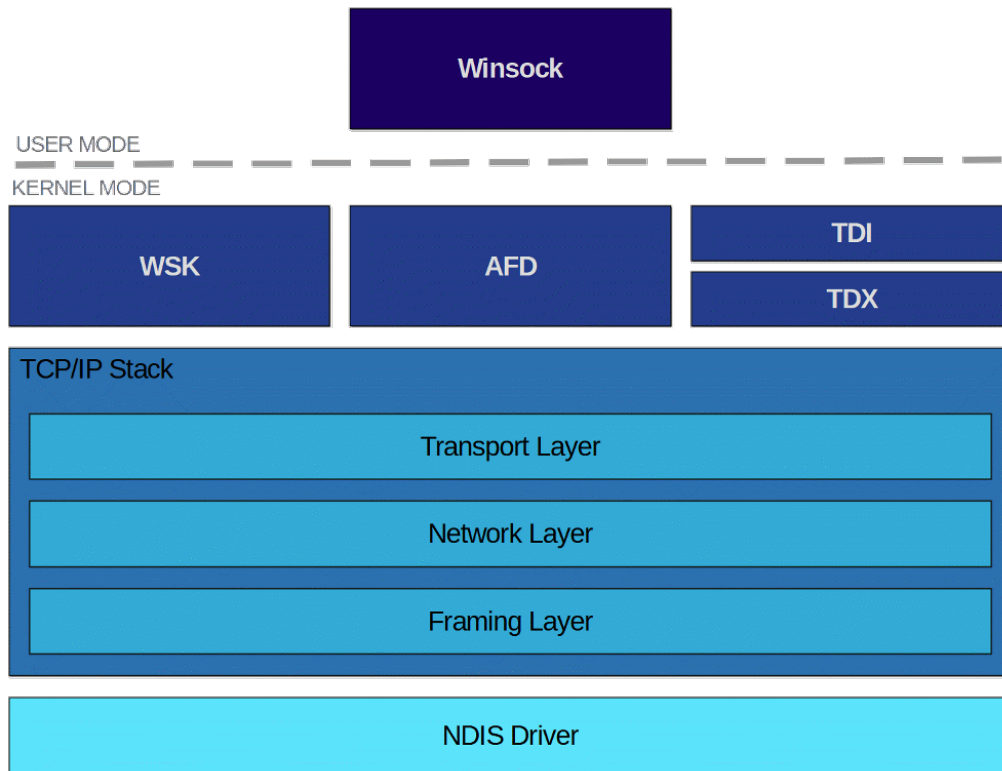 Winsock
USER MODE
KERNEL MODE
WSK
AFD
TDI
TDX
TCP/IP Stack
Transport Layer
Network Layer
Framing Layer
NDIS Driver